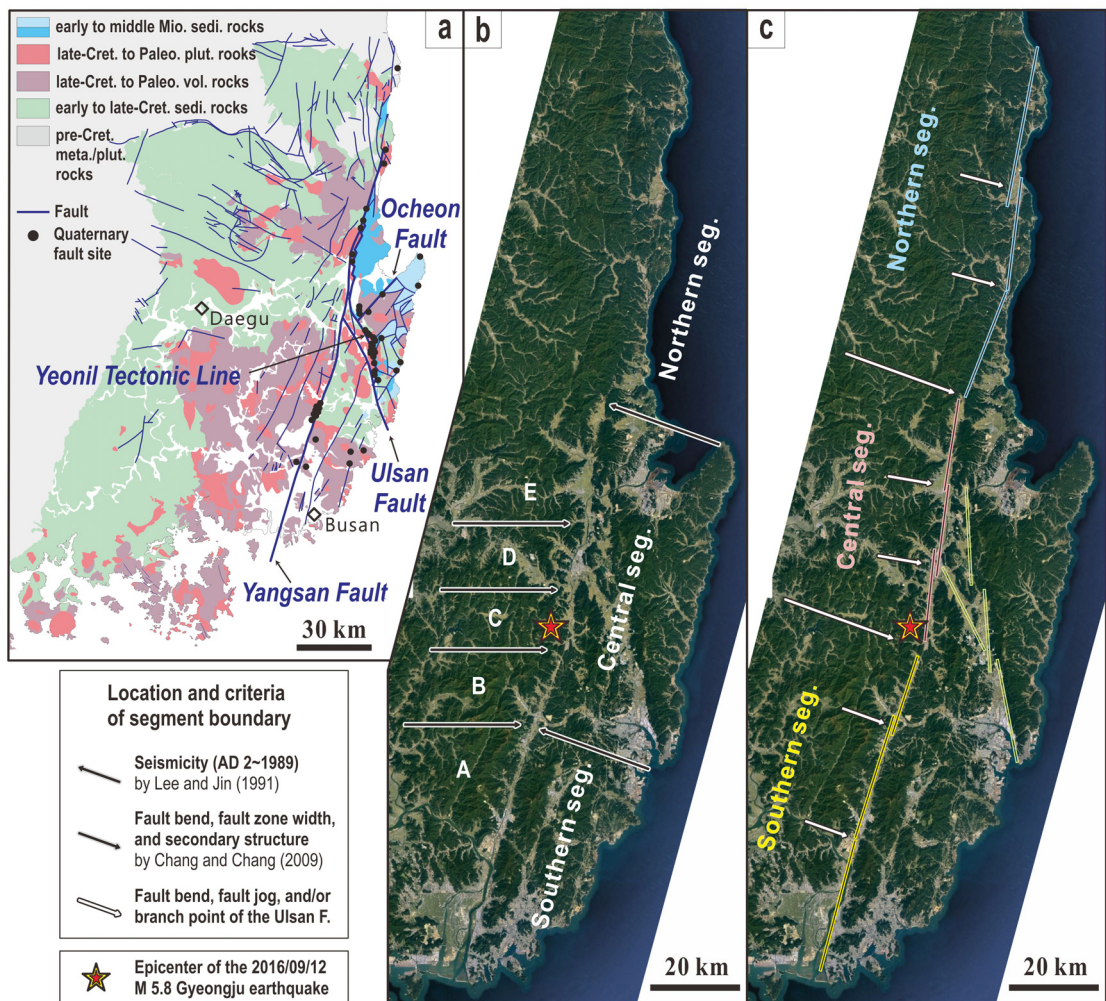 a
early to middle Mio. sedi. rocks
late-Cret. to Paleo. plut. rooks
late-Cret. to Paleo. vol. rocks
early to late-Cret. sedi. rocks
pre-Cret.
meta./plut.
rocks
Fault
Quaternary
fault site
Ocheon
Fault
Daegu
Yeonil Tectonic Line
Ulsan
Fault
Busan
Yangsan Fault
30 km
Location and criteria
of segment boundary
Seismicity (AD 2~1989)
by Lee and Jin (1991)
Fault bend, fault zone width,
and secondary structure
by Chang and Chang (2009)
Fault bend, fault jog, and/or
branch point of the Ulsan F.
Epicenter of the 2016/09/12
M 5.8 Gyeongju earthquake
b
Northern seg.
E
D
C
B
A
Central seg.
Southern seg.
20 km
c
Northern seg.
Central seg.
Southern seg.
20 km